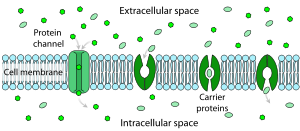 Extracellular space
Protein
channel
Cell membrane
Carrier
proteins
Intracellular space